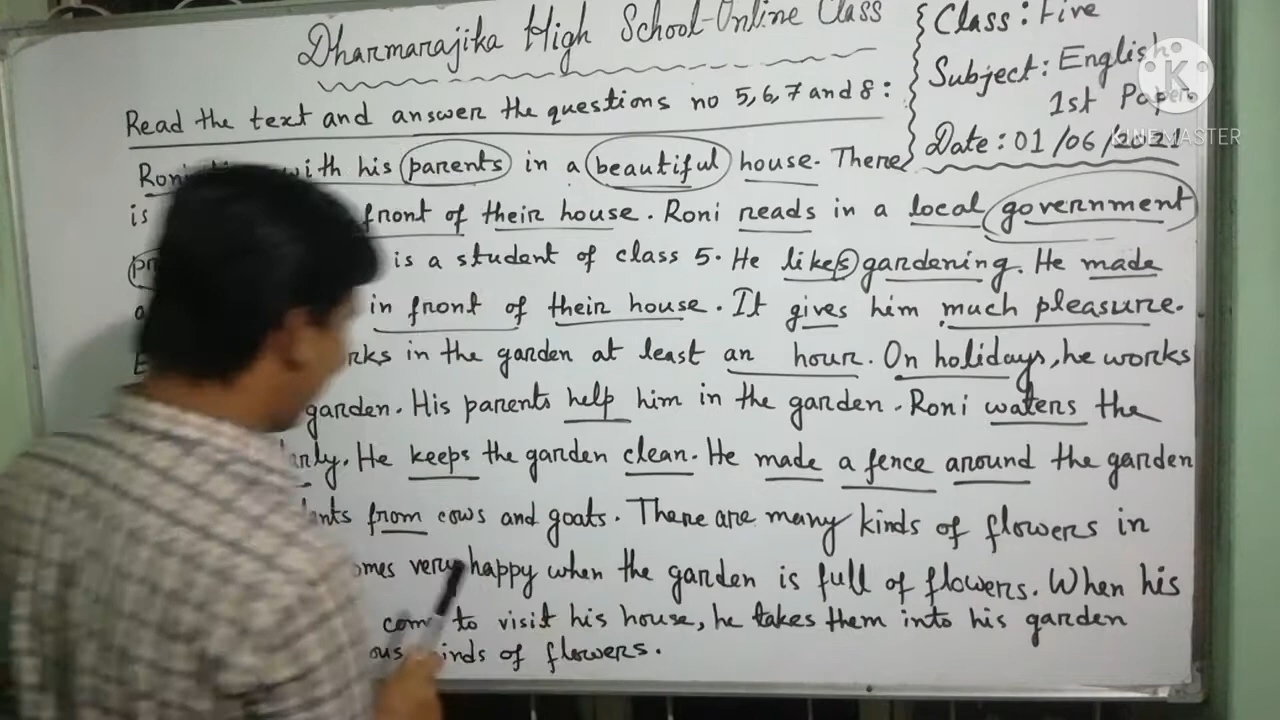 Dharmarajika High School-Online Class
Class: Five
Subject: English
1st Paper
Date: 01/06/2021
KINEMASTER
Read the text and answer the questions no 5,6,7 and 8:
Roni with his parents in a beautiful house. There
is front of their house. Roni reads in a local government
is a student of class 5. He likes gardening. He made
in front of their house. It gives him much pleasure.
in the garden at least an hour. On holidays, he works
garden. His parents help him in the garden. Roni waters the
He keeps the garden clean. He made a fence around the garden
from cows and goats. There are many kinds of flowers in
very happy when the garden is full of flowers. When his
come to visit his house, he takes them into his garden
kinds of flowers.